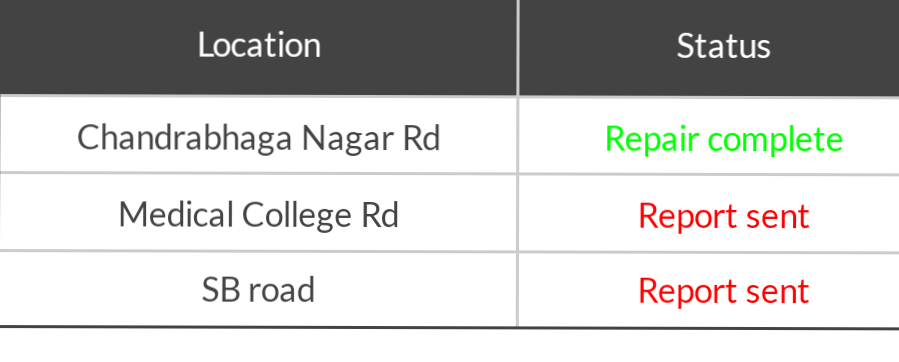 Location Status
Chandrabhaga Nagar Rd Repair complete
Medical College Rd Report sent
SB road Report sent